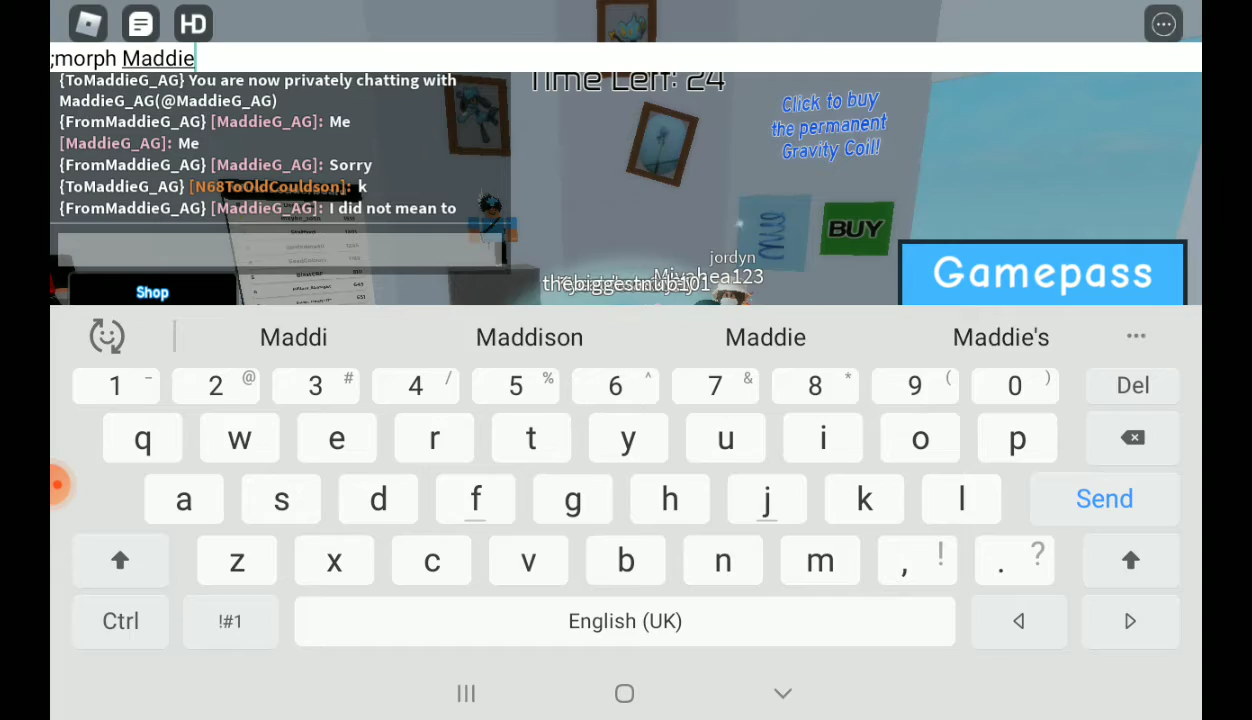 HD
;morph Maddie
Time Left: 24
{ToMaddieG_AG} You are now privately chatting with
MaddieG_AG(@MaddieG_AG)
{FromMaddieG_AG} [MaddieG_AG]: Me
[MaddieG_AG]: Me
{FromMaddieG_AG} [MaddieG_AG]: Sorry
{ToMaddieG_AG} [N68ToOldCouldson]: k
{FromMaddieG_AG} [MaddieG_AG]: I did not mean to
Click to buy
the permanent
Gravity Coil!
BUY
jordyn
Shop
Gamepass
Maddi Maddison Maddie Maddie's
1 - 2 @ 3 # 4 / 5 % 6 ^ 7 & 8 * 9 ( 0 ) Del
q w e r t y u i o p
a s d f g h j k l Send
z x c v b n m , ! . ?
Ctrl !#1 English (UK)